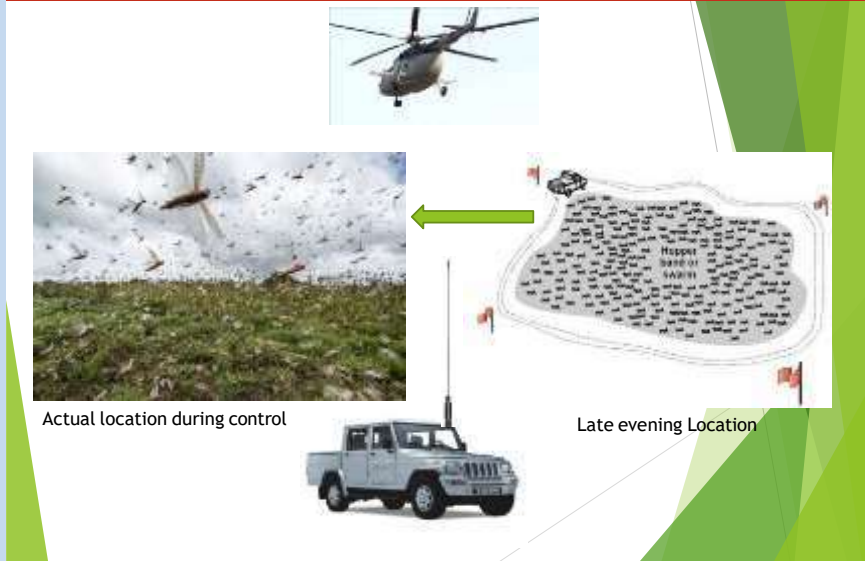 Hopper
band or
swarm
Actual location during control
Late evening Location